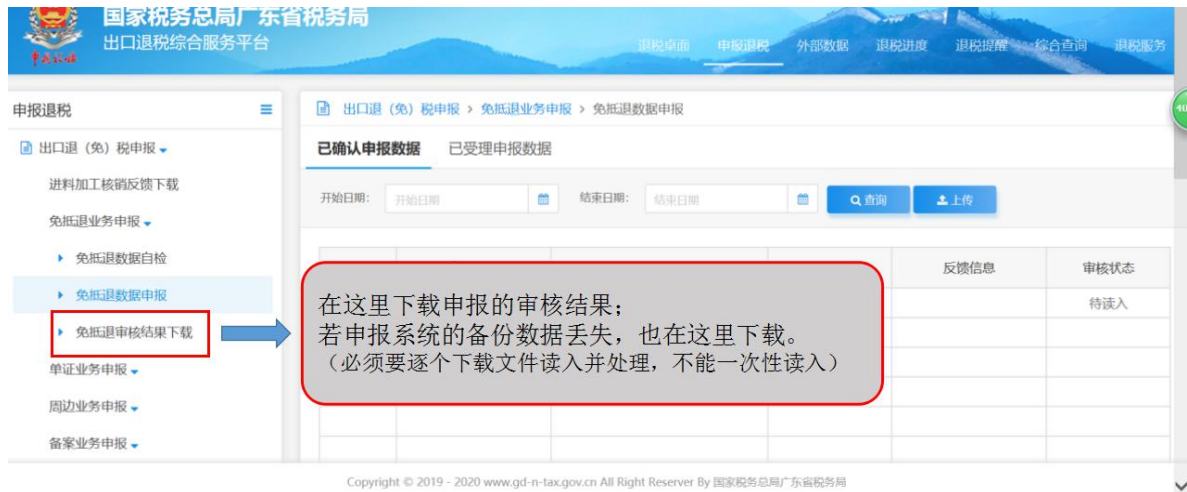 国家税务总局广东省税务局
出口退税综合服务平台
退税桌面 申报退税 外部数据 退税进度 退税提醒 综合查询 退税服务
申报退税
出口退（免）税申报
进料加工核销反馈下载
免抵退业务申报
免抵退数据自检
免抵退数据申报
免抵退审核结果下载
单证业务申报
周边业务申报
备案业务申报
出口退（免）税申报 > 免抵退业务申报 > 免抵退数据申报
已确认申报数据 已受理申报数据
开始日期： 开始日期 结束日期： 结束日期 查询 上传
反馈信息 审核状态
待读入
在这里下载申报的审核结果；
若申报系统的备份数据丢失，也在这里下载。
（必须要逐个下载文件读入并处理，不能一次性读入）
Copyright © 2019 - 2020 www.gd-n-tax.gov.cn All Right Reserver By 国家税务总局广东省税务局